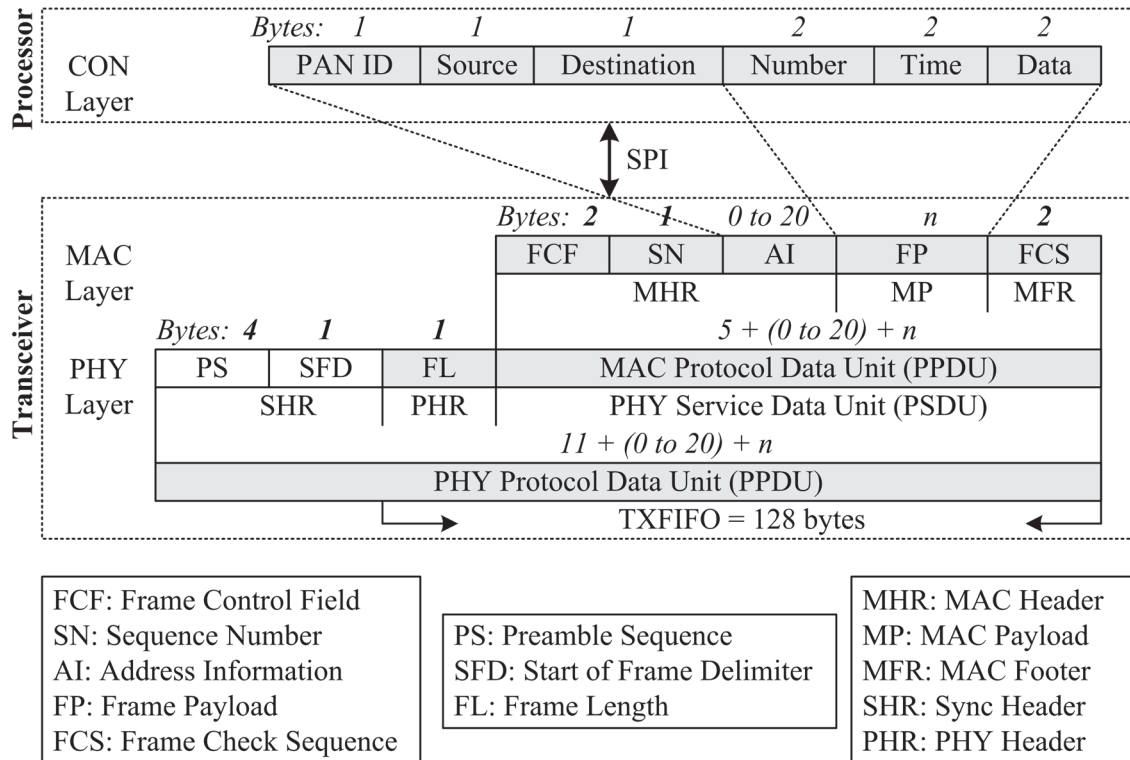 Processor
Bytes: 1 1 1 2 2 2
CON Layer
PAN ID Source Destination Number Time Data
SPI
Transceiver
Bytes: 2 1 0 to 20 n 2
MAC Layer
FCF SN AI FP FCS
MHR MP MFR
Bytes: 4 1 1 5 + (0 to 20) + n
PHY Layer
PS SFD FL MAC Protocol Data Unit (PPDU)
SHR PHR PHY Service Data Unit (PSDU)
11 + (0 to 20) + n
PHY Protocol Data Unit (PPDU)
TXFIFO = 128 bytes
FCF: Frame Control Field
SN: Sequence Number
AI: Address Information
FP: Frame Payload
FCS: Frame Check Sequence
PS: Preamble Sequence
SFD: Start of Frame Delimiter
FL: Frame Length
MHR: MAC Header
MP: MAC Payload
MFR: MAC Footer
SHR: Sync Header
PHR: PHY Header